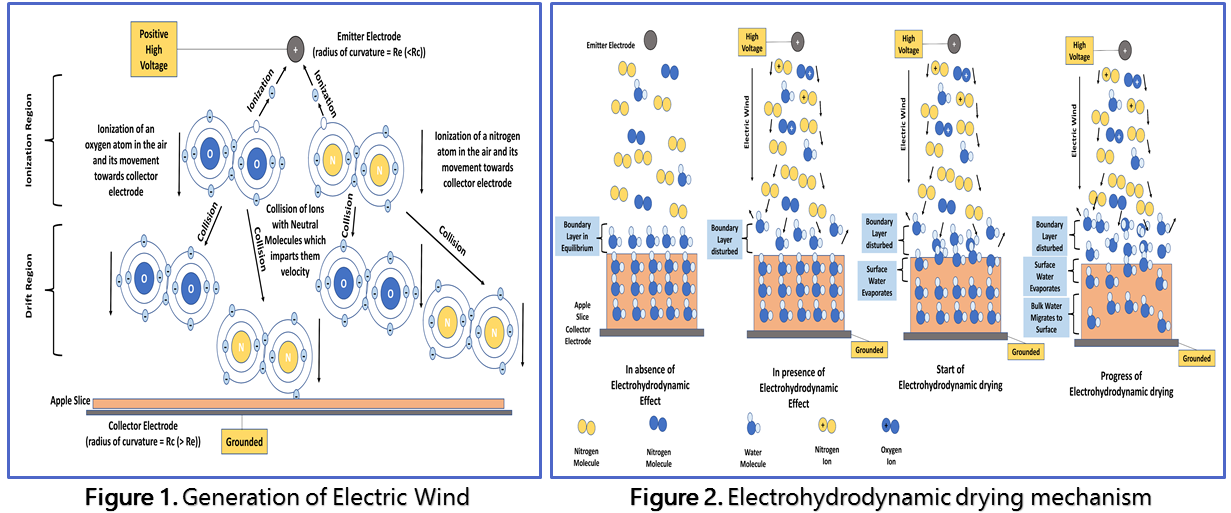 Positive
High
Voltage
+
Emitter Electrode
(radius of curvature = Re (<Rc))
Ionization Region
Ionization
Ionization
Collision
Ionization of an
oxygen atom in the air
and its movement
towards collector
electrode
O
O
N
N
Ionization of a nitrogen
atom in the air and its
movement towards
collector electrode
Drift Region
Collision
Collision
Collision of Ions
with Neutral
Molecules which
imparts them
velocity
Collision
Collision
O
O
O
O
N
N
N
N
Apple Slice
Collector Electrode
(radius of curvature = Rc (> Re))
Grounded
Figure 1. Generation of Electric Wind
Emitter Electrode
Boundary
Layer in
Equilibrium
Apple
Slice
Collector
Electrode
In absence of
Electrohydrodynamic
Effect
High
Voltage
+
Electric Wind
Boundary
Layer
disturbed
Grounded
In presence of
Electrohydrodynamic
Effect
High
Voltage
+
Electric Wind
Boundary
Layer
disturbed
Surface
Water
Evaporates
Grounded
Start of
Electrohydrodynamic drying
High
Voltage
+
Electric Wind
Boundary
Layer
disturbed
Surface
Water
Evaporates
Bulk Water
Migrates to
Surface
Grounded
Progress of
Electrohydrodynamic drying
Nitrogen
Molecule
Nitrogen
Molecule
Water
Molecule
+
Nitrogen
Ion
+
Oxygen
Ion
Figure 2. Electrohydrodynamic drying mechanism